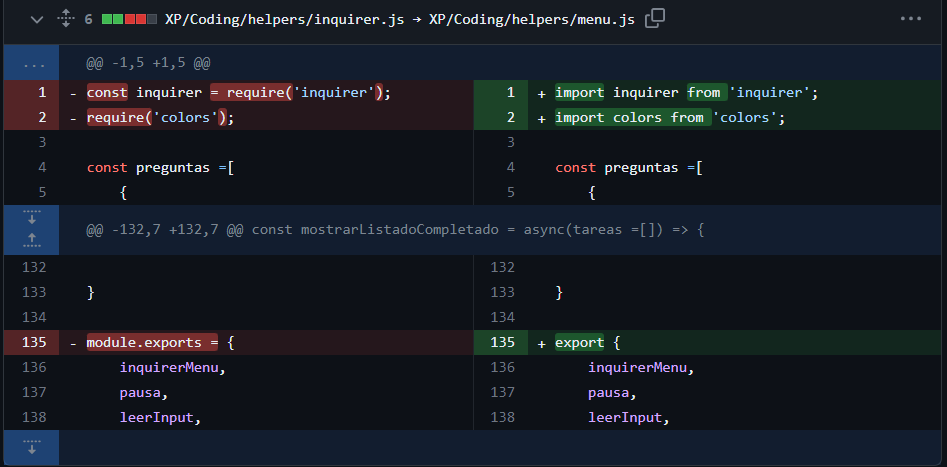 6 XP/Coding/helpers/inquirer.js → XP/Coding/helpers/menu.js ...
... @@ -1,5 +1,5 @@
1 - const inquirer = require('inquirer'); 1 + import inquirer from 'inquirer';
2 - require('colors'); 2 + import colors from 'colors';
3 3
4 const preguntas =[ 4 const preguntas =[
5 { 5 {
@@ -132,7 +132,7 @@ const mostrarListadoCompletado = async(tareas =[]) => {
132 132
133 } 133 }
134 134
135 - module.exports = { 135 + export {
136 inquirerMenu, 136 inquirerMenu,
137 pausa, 137 pausa,
138 leerInput, 138 leerInput,